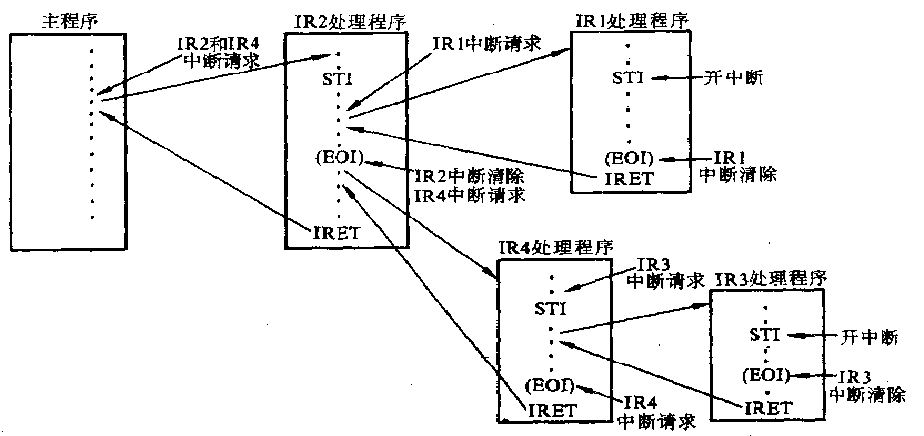 主程序
IR2和IR4
中断请求
IR2处理程序
STI
(EOI)
IRET
IR1中断请求
IR2中断清除
IR4中断请求
IR1处理程序
STI
开中断
(EOI)
IR1
中断清除
IRET
IR4处理程序
IR3
中断请求
STI
(EOI)
IRET
IR4
中断请求
IR3处理程序
STI
开中断
(EOI)
IR3
中断清除
IRET